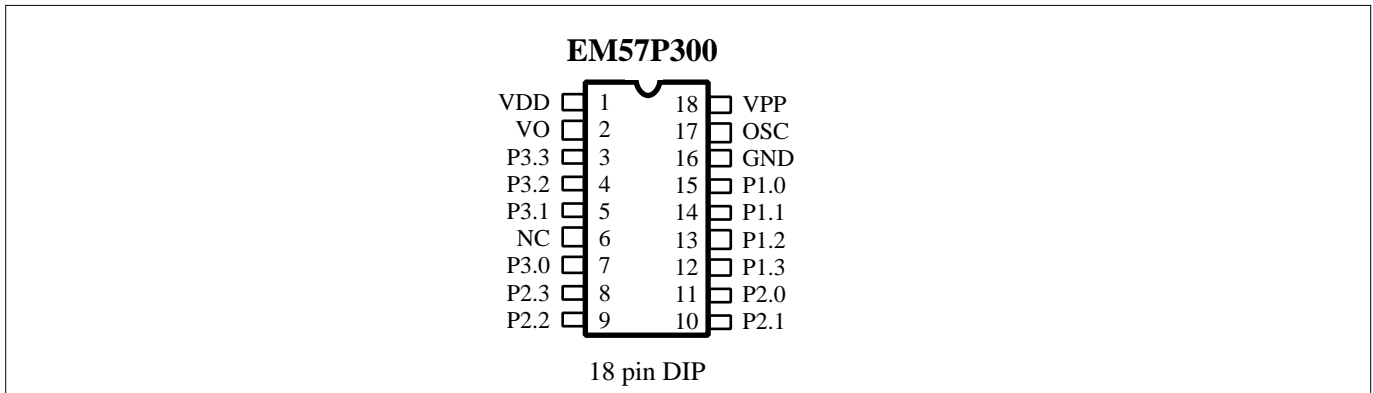 EM57P300
VDD 1 18 VPP
VO 2 17 OSC
P3.3 3 16 GND
P3.2 4 15 P1.0
P3.1 5 14 P1.1
NC 6 13 P1.2
P3.0 7 12 P1.3
P2.3 8 11 P2.0
P2.2 9 10 P2.1
18 pin DIP